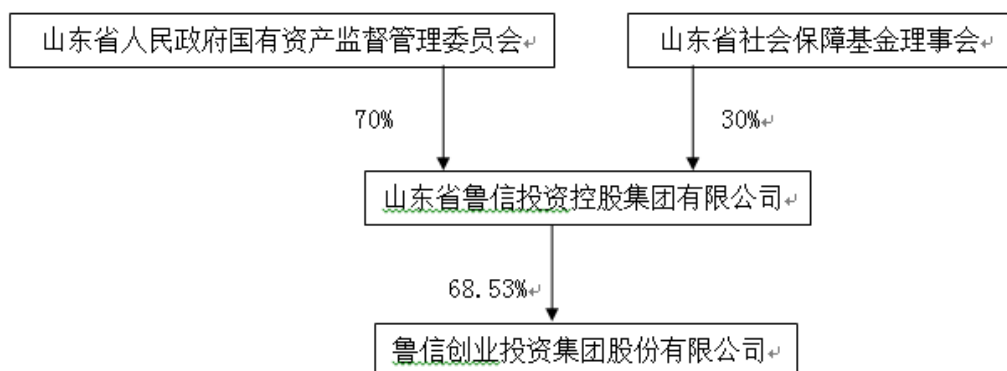 山东省人民政府国有资产监督管理委员会
山东省社会保障基金理事会
70%
30%
山东省鲁信投资控股集团有限公司
68.53%
鲁信创业投资集团股份有限公司